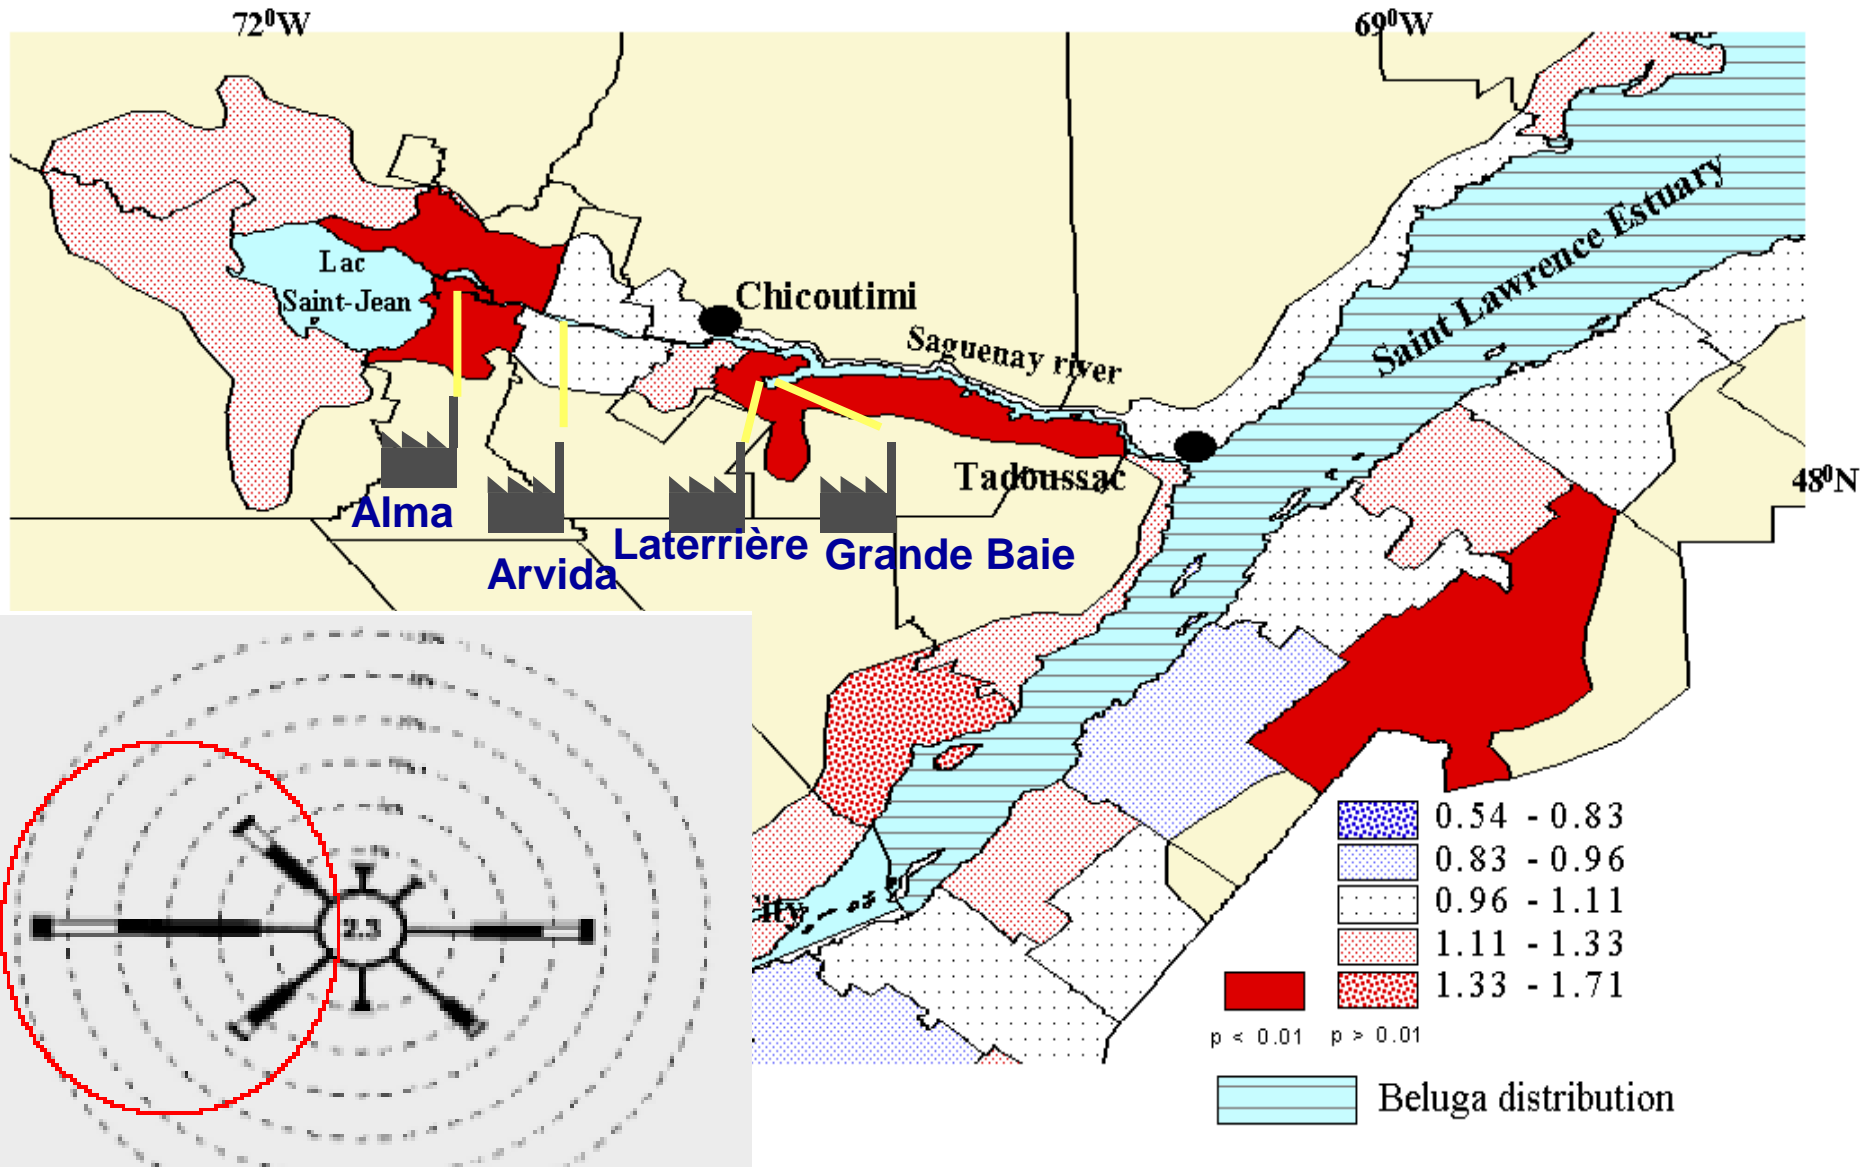 72⁰W
69⁰W
Lac
Saint-Jean
Chicoutimi
Saguenay river
Saint Lawrence Estuary
Tadoussac
48⁰N
Alma
Arvida
Laterrière
Grande Baie
2.3
0.54 - 0.83
0.83 - 0.96
0.96 - 1.11
1.11 - 1.33
1.33 - 1.71
p < 0.01 p > 0.01
Beluga distribution